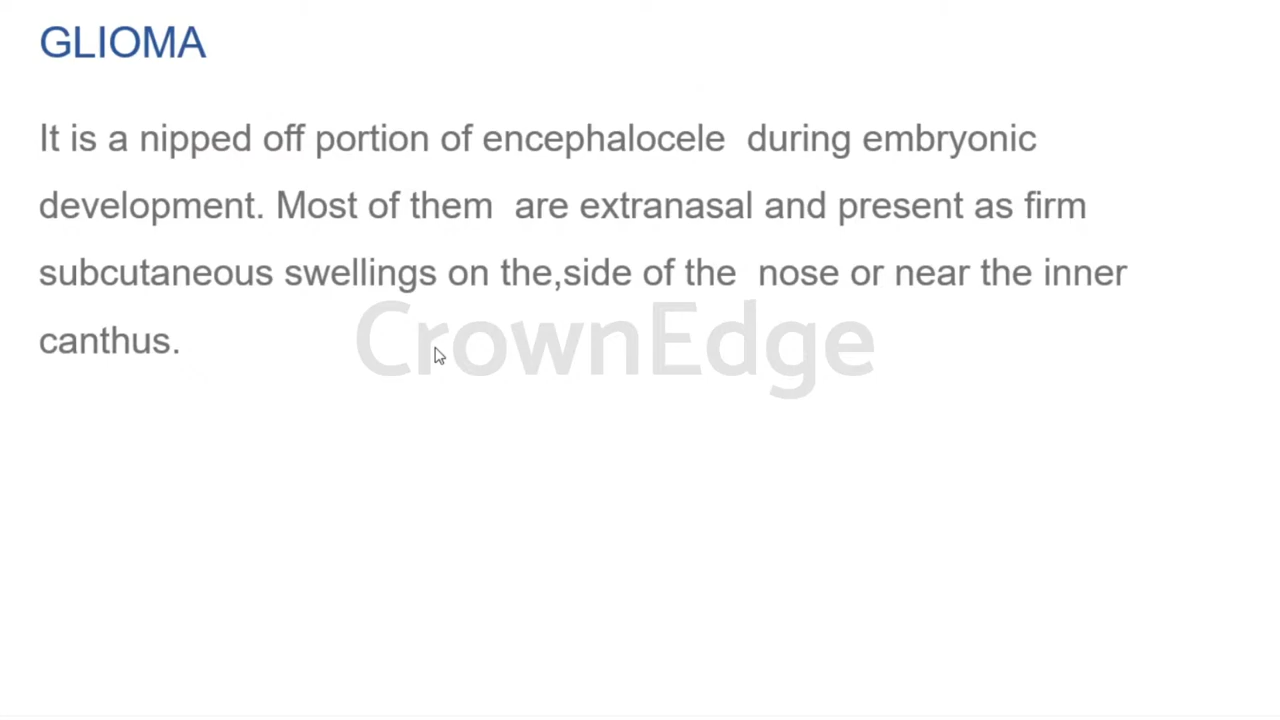 GLIOMA
It is a nipped off portion of encephalocele during embryonic
development. Most of them are extranasal and present as firm
subcutaneous swellings on the,side of the nose or near the inner
canthus.
CrownEdge